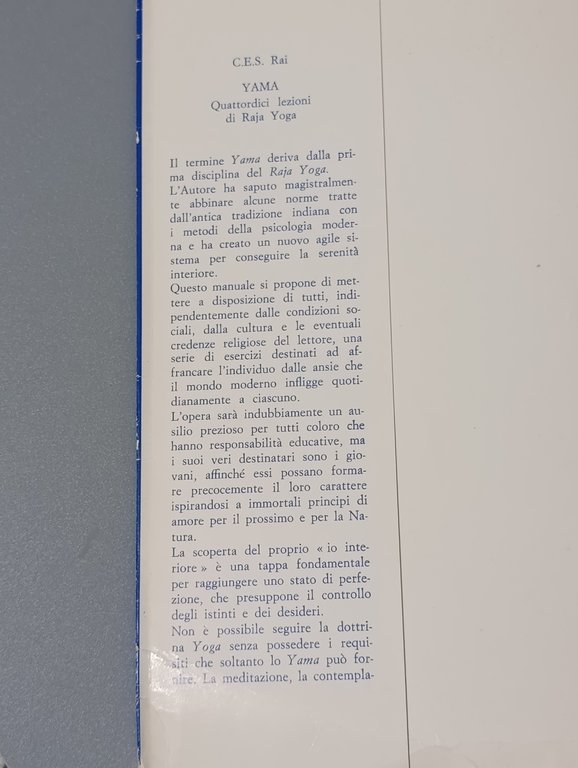 C.E.S. Rai
YAMA
Quattordici lezioni
di Raja Yoga
Il termine Yama deriva dalla pri-
ma disciplina del Raja Yoga.
L'Autore ha saputo magistralmen-
te abbinare alcune norme tratte
dall'antica tradizione indiana con
i metodi della psicologia moder-
na e ha creato un nuovo agile si-
stema per conseguire la serenità
interiore.
Questo manuale si propone di met-
tere a disposizione di tutti, indi-
pendentemente dalle condizioni so-
ciali, dalla cultura e le eventuali
credenze religiose del lettore, una
serie di esercizi destinati ad af-
francare l'individuo dalle ansie che
il mondo moderno infligge quoti-
dianamente a ciascuno.
L'opera sarà indubbiamente un au-
silio prezioso per tutti coloro che
hanno responsabilità educative, ma
i suoi veri destinatari sono i gio-
vani, affinché essi possano forma-
re precocemente il loro carattere
ispirandosi a immortali principi di
amore per il prossimo e per la Na-
tura.
La scoperta del proprio « io inte-
riore » è una tappa fondamentale
per raggiungere uno stato di perfe-
zione, che presuppone il controllo
degli istinti e dei desideri.
Non è possibile seguire la dottri-
na Yoga senza possedere i requi-
siti che soltanto lo Yama può for-
nire. La meditazione, la contempla-